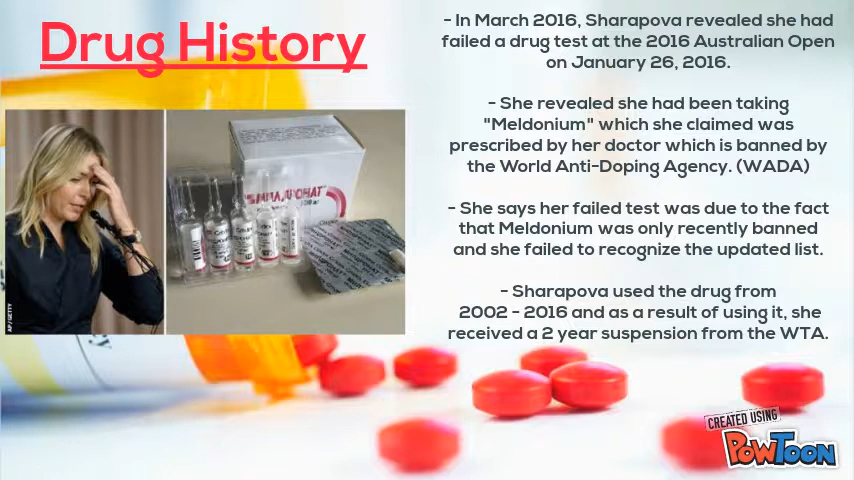 Drug History
- In March 2016, Sharapova revealed she had
failed a drug test at the 2016 Australian Open
on January 26, 2016.
- She revealed she had been taking
"Meldonium" which she claimed was
prescribed by her doctor which is banned by
the World Anti-Doping Agency. (WADA)
- She says her failed test was due to the fact
that Meldonium was only recently banned
and she failed to recognize the updated list.
- Sharapova used the drug from
2002 - 2016 and as a result of using it, she
received a 2 year suspension from the WTA.
AP/GETTY
CREATED USING
POWTOON